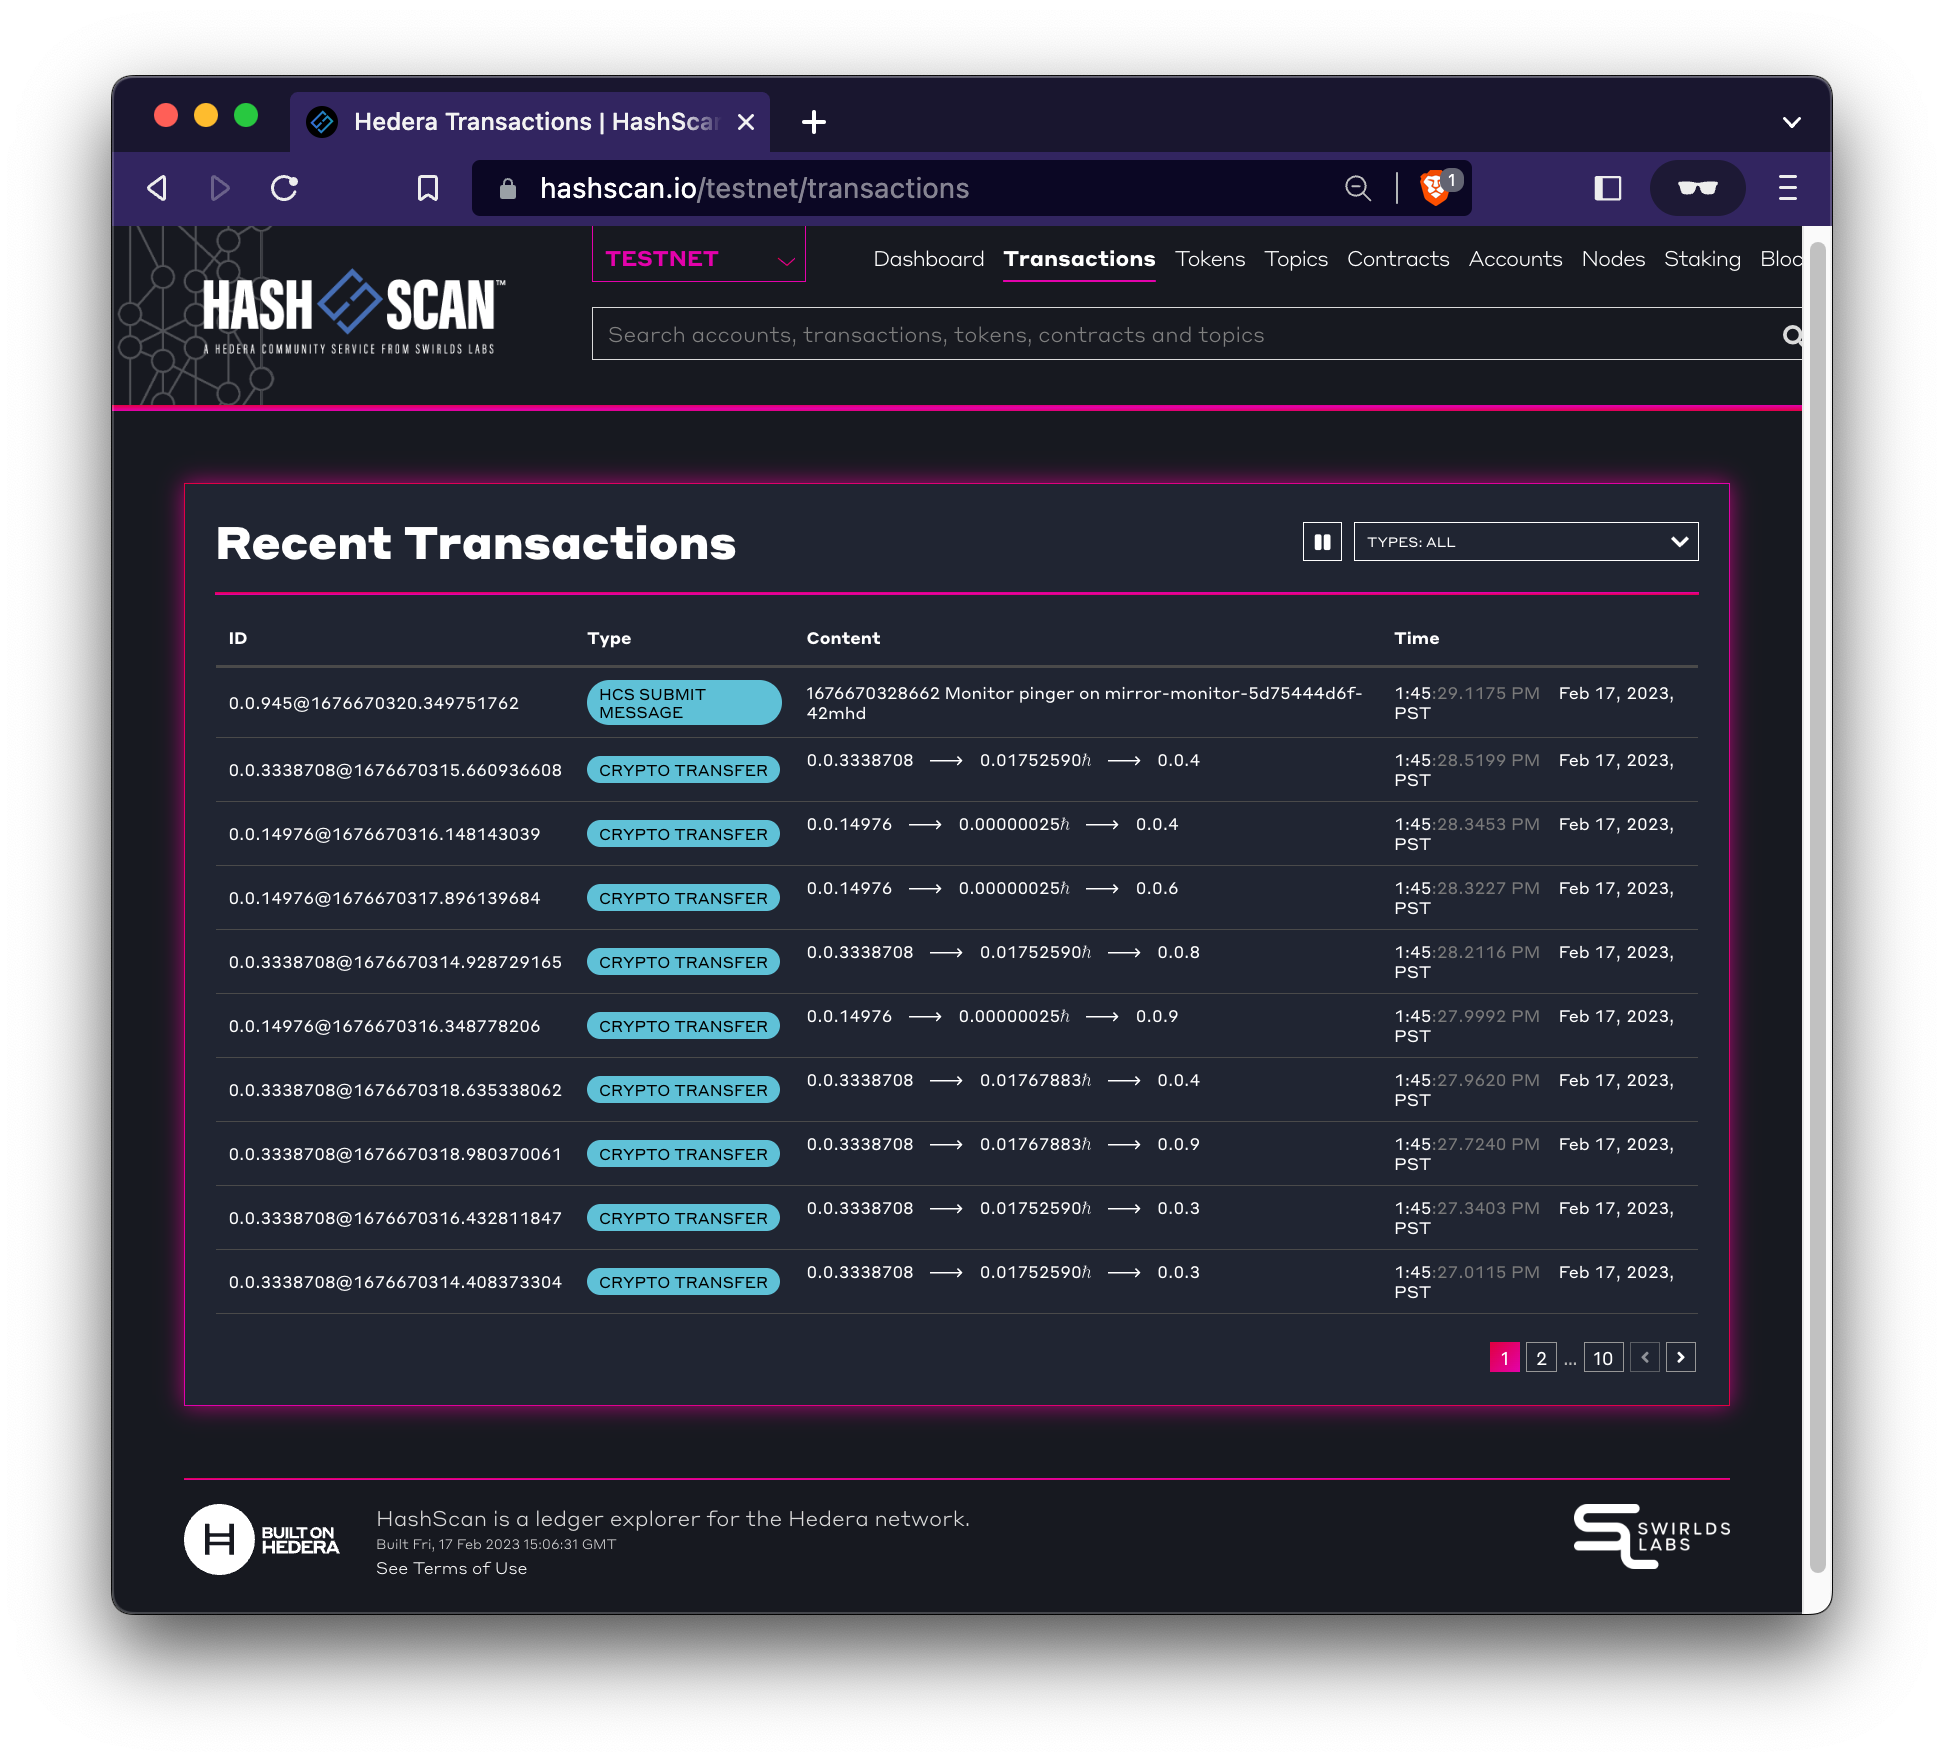 Hedera Transactions | HashScan
hashscan.io/testnet/transactions
1
TESTNET
Dashboard Transactions Tokens Topics Contracts Accounts Nodes Staking Bloc
HASH SCAN™
A HEDERA COMMUNITY SERVICE FROM SWIRLDS LABS
Search accounts, transactions, tokens, contracts and topics
Recent Transactions
TYPES: ALL
ID Type Content Time
0.0.945@1676670320.349751762 HCS SUBMIT MESSAGE 1676670328662 Monitor pinger on mirror-monitor-5d75444d6f-42mhd 1:45:29.1175 PM Feb 17, 2023, PST
0.0.3338708@1676670315.660936608 CRYPTO TRANSFER 0.0.3338708 ⟶ 0.01752590ℏ ⟶ 0.0.4 1:45:28.5199 PM Feb 17, 2023, PST
0.0.14976@1676670316.148143039 CRYPTO TRANSFER 0.0.14976 ⟶ 0.00000025ℏ ⟶ 0.0.4 1:45:28.3453 PM Feb 17, 2023, PST
0.0.14976@1676670317.896139684 CRYPTO TRANSFER 0.0.14976 ⟶ 0.00000025ℏ ⟶ 0.0.6 1:45:28.3227 PM Feb 17, 2023, PST
0.0.3338708@1676670314.928729165 CRYPTO TRANSFER 0.0.3338708 ⟶ 0.01752590ℏ ⟶ 0.0.8 1:45:28.2116 PM Feb 17, 2023, PST
0.0.14976@1676670316.348778206 CRYPTO TRANSFER 0.0.14976 ⟶ 0.00000025ℏ ⟶ 0.0.9 1:45:27.9992 PM Feb 17, 2023, PST
0.0.3338708@1676670318.635338062 CRYPTO TRANSFER 0.0.3338708 ⟶ 0.01767883ℏ ⟶ 0.0.4 1:45:27.9620 PM Feb 17, 2023, PST
0.0.3338708@1676670318.980370061 CRYPTO TRANSFER 0.0.3338708 ⟶ 0.01767883ℏ ⟶ 0.0.9 1:45:27.7240 PM Feb 17, 2023, PST
0.0.3338708@1676670316.432811847 CRYPTO TRANSFER 0.0.3338708 ⟶ 0.01752590ℏ ⟶ 0.0.3 1:45:27.3403 PM Feb 17, 2023, PST
0.0.3338708@1676670314.408373304 CRYPTO TRANSFER 0.0.3338708 ⟶ 0.01752590ℏ ⟶ 0.0.3 1:45:27.0115 PM Feb 17, 2023, PST
1 2 ... 10
H BUILT ON HEDERA
HashScan is a ledger explorer for the Hedera network.
Built Fri, 17 Feb 2023 15:06:31 GMT
See Terms of Use
SWIRLDS LABS